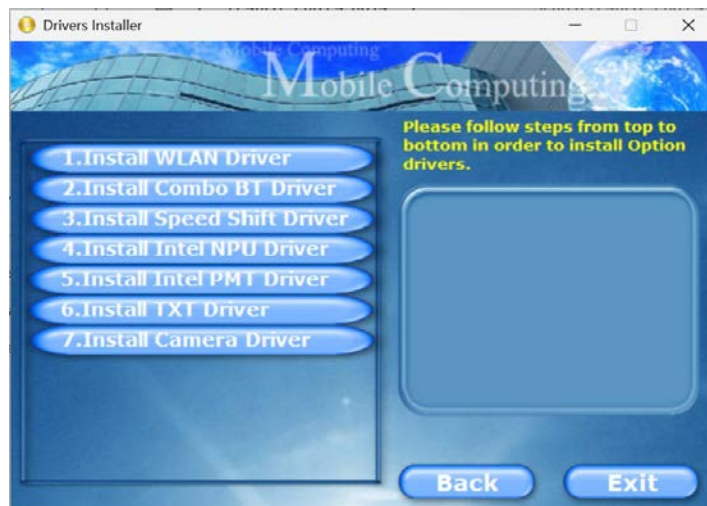 Drivers Installer
Mobile Computing
Mobile Computing
Please follow steps from top to
bottom in order to install Option
drivers.
1.Install WLAN Driver
2.Install Combo BT Driver
3.Install Speed Shift Driver
4.Install Intel NPU Driver
5.Install Intel PMT Driver
6.Install TXT Driver
7.Install Camera Driver
Back
Exit